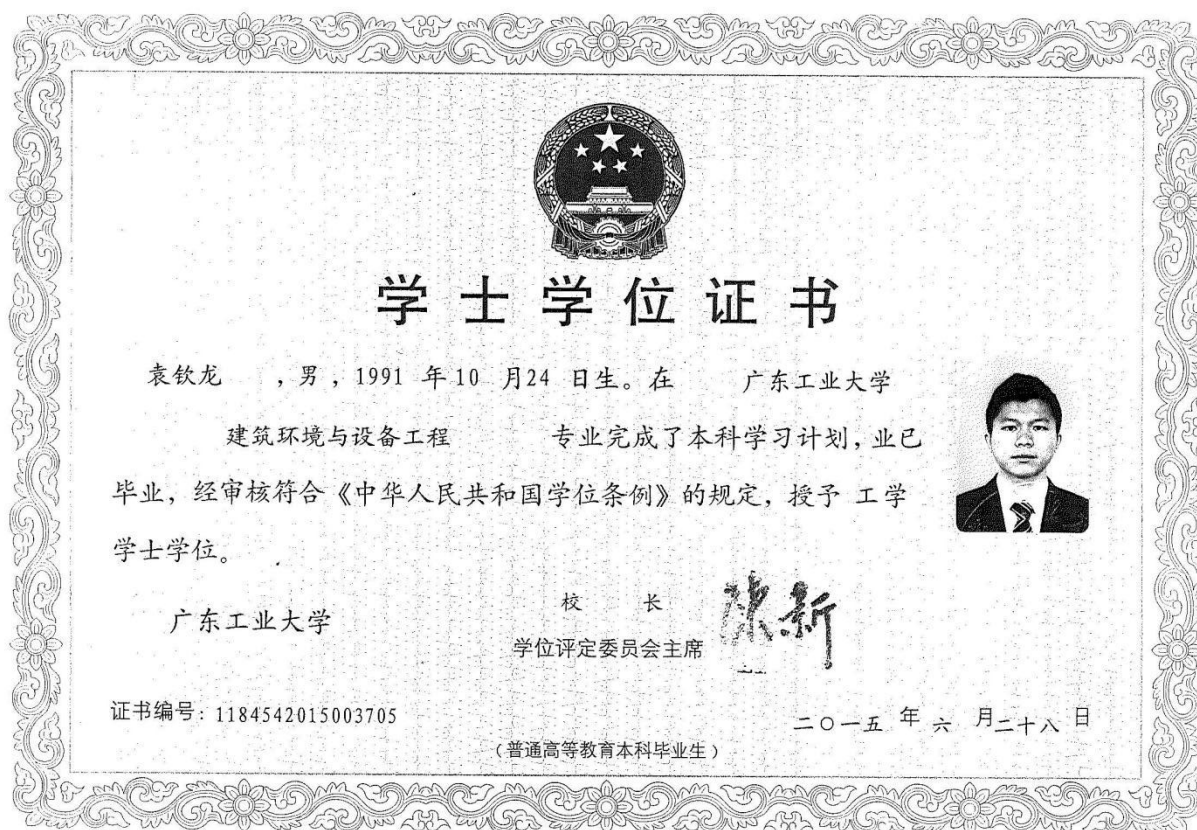 学士学位证书
袁钦龙 ,男,1991 年10 月24 日生。在 广东工业大学
建筑环境与设备工程 专业完成了本科学习计划,业已
毕业,经审核符合《中华人民共和国学位条例》的规定,授予 工学
学士学位。
广东工业大学
校 长
学位评定委员会主席
陈新
证书编号:1184542015003705
二〇一五 年 六 月二十八 日
(普通高等教育本科毕业生)